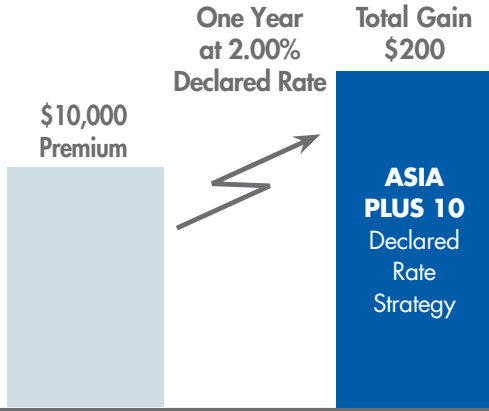 $10,000
Premium
One Year
at 2.00%
Declared Rate
Total Gain
$200
ASIA
PLUS 10
Declared
Rate
Strategy